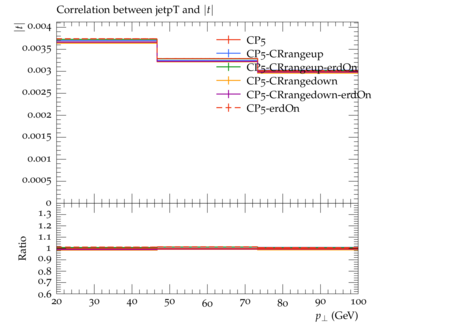 Correlation between jetpT and |t|
|t|
0.004
0.0035
0.003
0.0025
0.002
0.0015
0.001
0.0005
0
CP5
CP5-CRrangeup
CP5-CRrangeup-erdOn
CP5-CRrangedown
CP5-CRrangedown-erdOn
CP5-erdOn
Ratio
1.3
1.2
1.1
1
0.9
0.8
0.7
0.6
20 30 40 50 60 70 80 90 100
p⊥ (GeV)